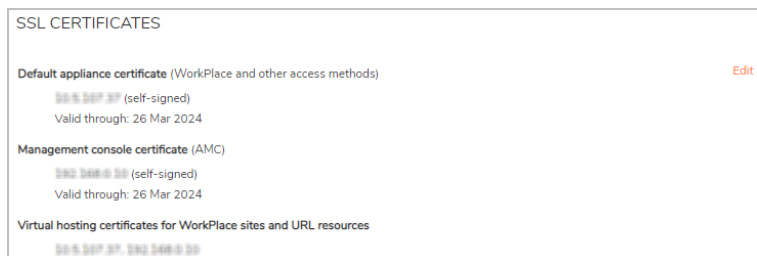 SSL CERTIFICATES
Default appliance certificate (WorkPlace and other access methods)
Edit
(self-signed)
Valid through: 26 Mar 2024
Management console certificate (AMC)
(self-signed)
Valid through: 26 Mar 2024
Virtual hosting certificates for WorkPlace sites and URL resources